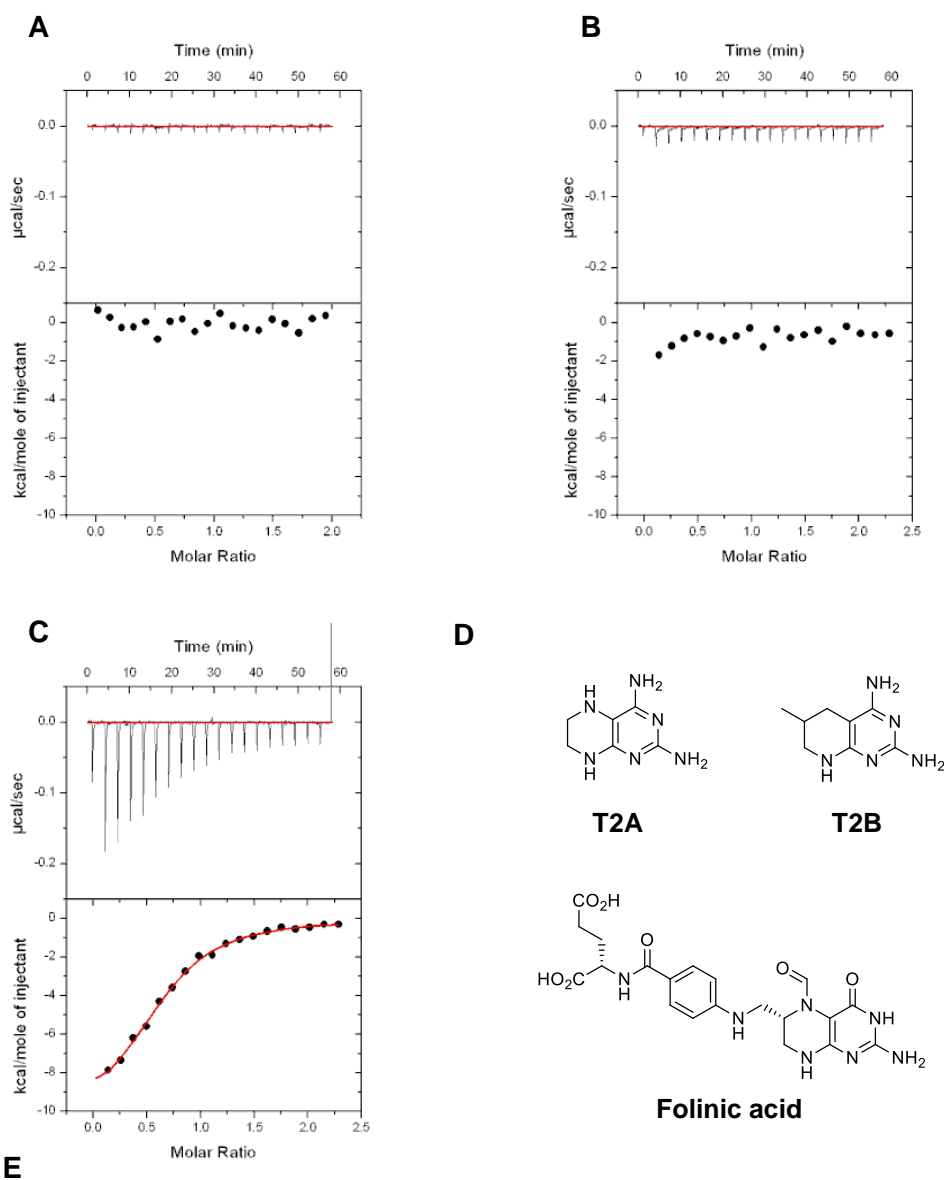 A
Time (min)
0 10 20 30 40 50 60
0.0
-0.1
-0.2
µcal/sec
0
-2
-4
-6
-8
-10
kcal/mole of injectant
0.0 0.5 1.0 1.5 2.0
Molar Ratio
B
Time (min)
0 10 20 30 40 50 60
0.0
-0.1
-0.2
µcal/sec
0
-2
-4
-6
-8
-10
kcal/mole of injectant
0.0 0.5 1.0 1.5 2.0 2.5
Molar Ratio
C
Time (min)
0 10 20 30 40 50 60
0.0
-0.1
-0.2
µcal/sec
0
-2
-4
-6
-8
-10
kcal/mole of injectant
0.0 0.5 1.0 1.5 2.0 2.5
Molar Ratio
D
NH2
H
N
N
N
H
N
NH2
T2A
NH2
N
N
H
N
NH2
T2B
CO2H
O
HO2C
N
H
N
H
O
N
O
NH
N
H
N
NH2
Folinic acid
E